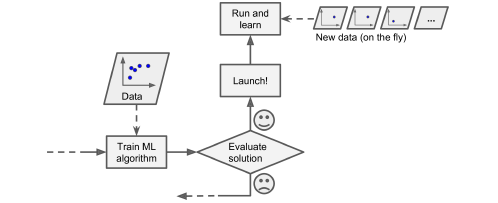 Run and
learn
New data (on the fly)
...
Launch!
Data
Train ML
algorithm
Evaluate
solution